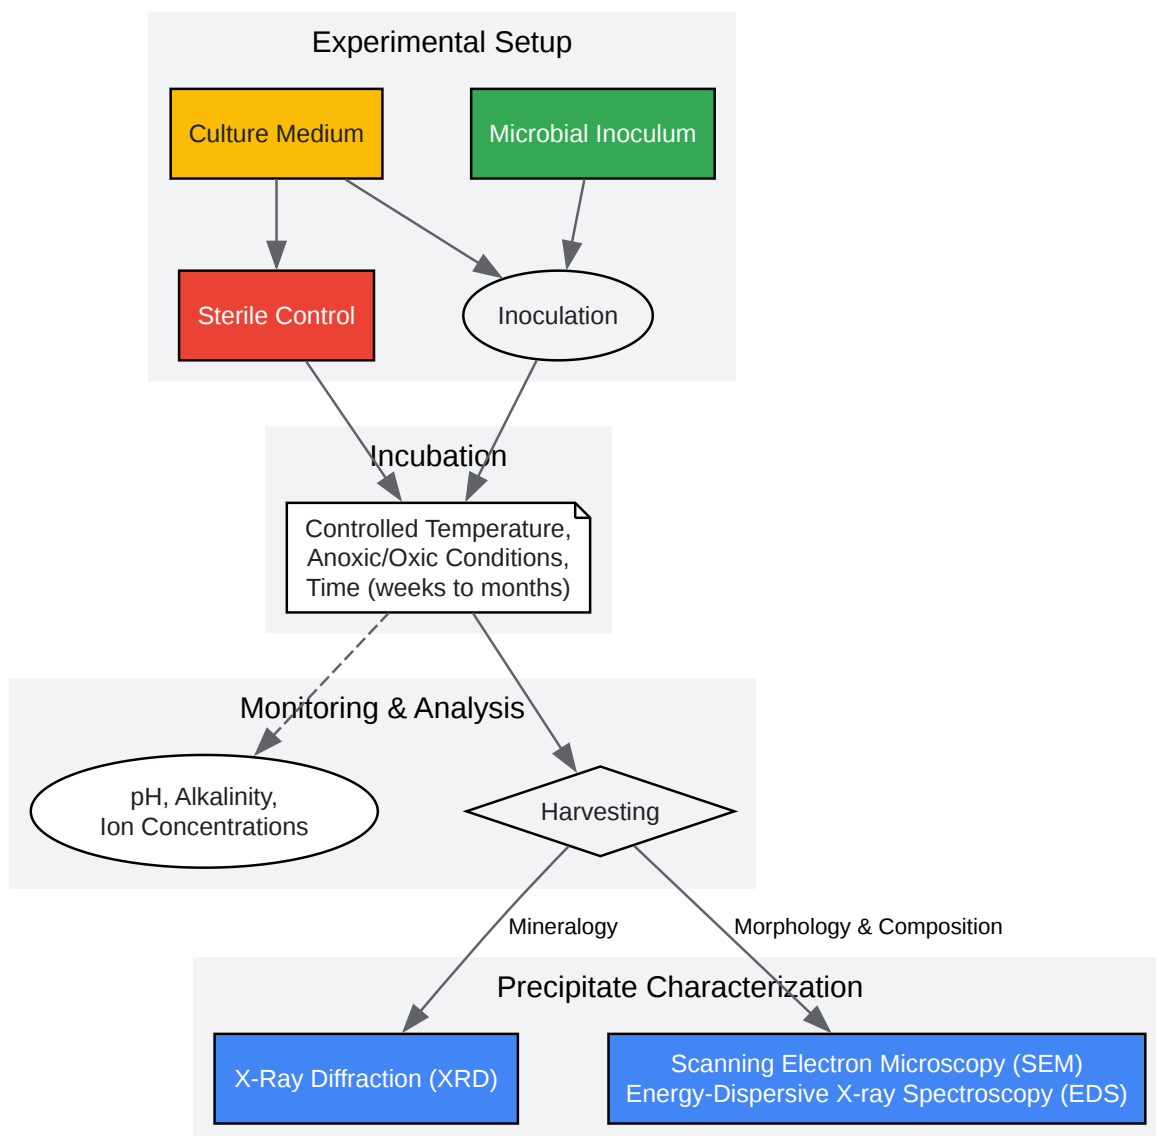 Experimental Setup
Culture Medium
Microbial Inoculum
Sterile Control
Inoculation
Incubation
Controlled Temperature,
Anoxic/Oxic Conditions,
Time (weeks to months)
Monitoring & Analysis
pH, Alkalinity,
Ion Concentrations
Harvesting
Mineralogy
Morphology & Composition
Precipitate Characterization
X-Ray Diffraction (XRD)
Scanning Electron Microscopy (SEM)
Energy-Dispersive X-ray Spectroscopy (EDS)